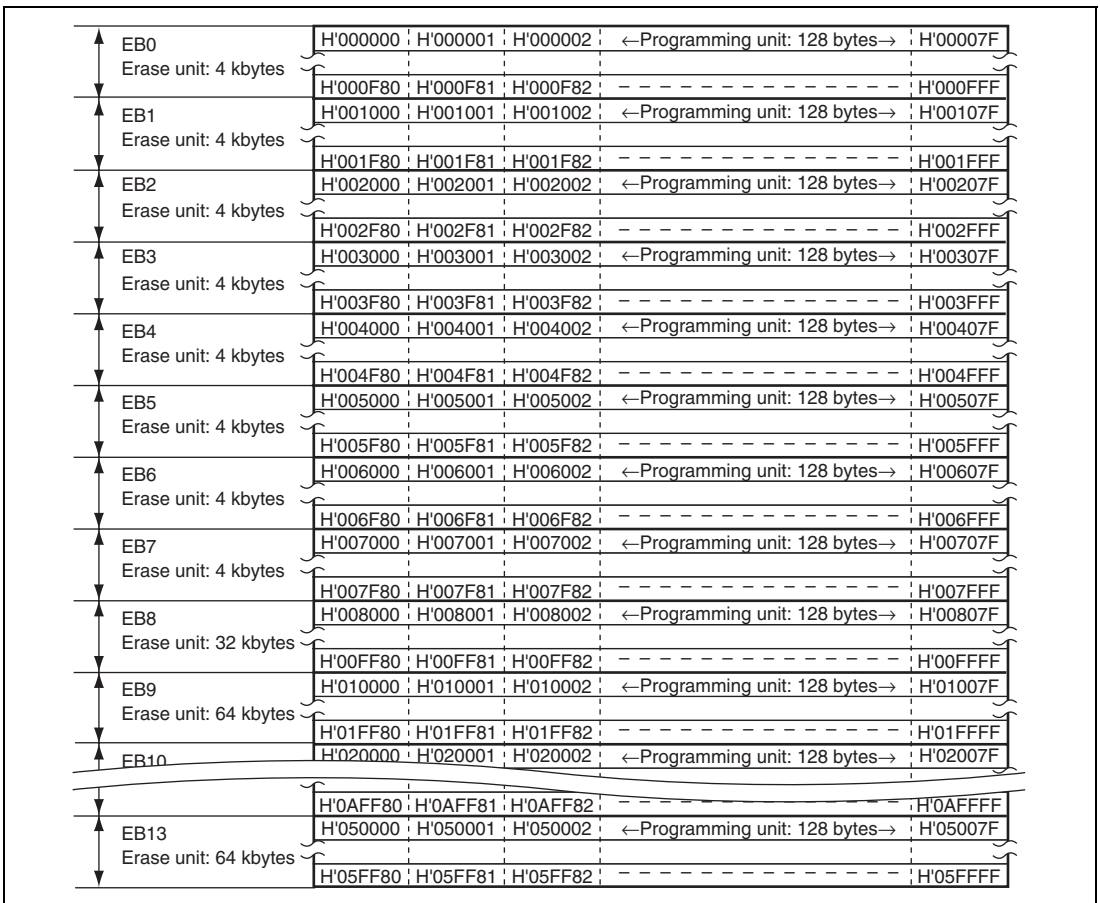 EB0 H'000000 H'000001 H'000002 ←Programming unit: 128 bytes→ H'00007F
Erase unit: 4 kbytes
H'000F80 H'000F81 H'000F82 – – – – – – – – – – – – – – H'000FFF
EB1 H'001000 H'001001 H'001002 ←Programming unit: 128 bytes→ H'00107F
Erase unit: 4 kbytes
H'001F80 H'001F81 H'001F82 – – – – – – – – – – – – – – H'001FFF
EB2 H'002000 H'002001 H'002002 ←Programming unit: 128 bytes→ H'00207F
Erase unit: 4 kbytes
H'002F80 H'002F81 H'002F82 – – – – – – – – – – – – – – H'002FFF
EB3 H'003000 H'003001 H'003002 ←Programming unit: 128 bytes→ H'00307F
Erase unit: 4 kbytes
H'003F80 H'003F81 H'003F82 – – – – – – – – – – – – – – H'003FFF
EB4 H'004000 H'004001 H'004002 ←Programming unit: 128 bytes→ H'00407F
Erase unit: 4 kbytes
H'004F80 H'004F81 H'004F82 – – – – – – – – – – – – – – H'004FFF
EB5 H'005000 H'005001 H'005002 ←Programming unit: 128 bytes→ H'00507F
Erase unit: 4 kbytes
H'005F80 H'005F81 H'005F82 – – – – – – – – – – – – – – H'005FFF
EB6 H'006000 H'006001 H'006002 ←Programming unit: 128 bytes→ H'00607F
Erase unit: 4 kbytes
H'006F80 H'006F81 H'006F82 – – – – – – – – – – – – – – H'006FFF
EB7 H'007000 H'007001 H'007002 ←Programming unit: 128 bytes→ H'00707F
Erase unit: 4 kbytes
H'007F80 H'007F81 H'007F82 – – – – – – – – – – – – – – H'007FFF
EB8 H'008000 H'008001 H'008002 ←Programming unit: 128 bytes→ H'00807F
Erase unit: 32 kbytes
H'00FF80 H'00FF81 H'00FF82 – – – – – – – – – – – – – – H'00FFFF
EB9 H'010000 H'010001 H'010002 ←Programming unit: 128 bytes→ H'01007F
Erase unit: 64 kbytes
H'01FF80 H'01FF81 H'01FF82 – – – – – – – – – – – – – – H'01FFFF
EB10 H'020000 H'020001 H'020002 ←Programming unit: 128 bytes→ H'02007F
H'0AFF80 H'0AFF81 H'0AFF82 – – – – – – – – – – – – – – H'0AFFFF
EB13 H'050000 H'050001 H'050002 ←Programming unit: 128 bytes→ H'05007F
Erase unit: 64 kbytes
H'05FF80 H'05FF81 H'05FF82 – – – – – – – – – – – – – – H'05FFFF